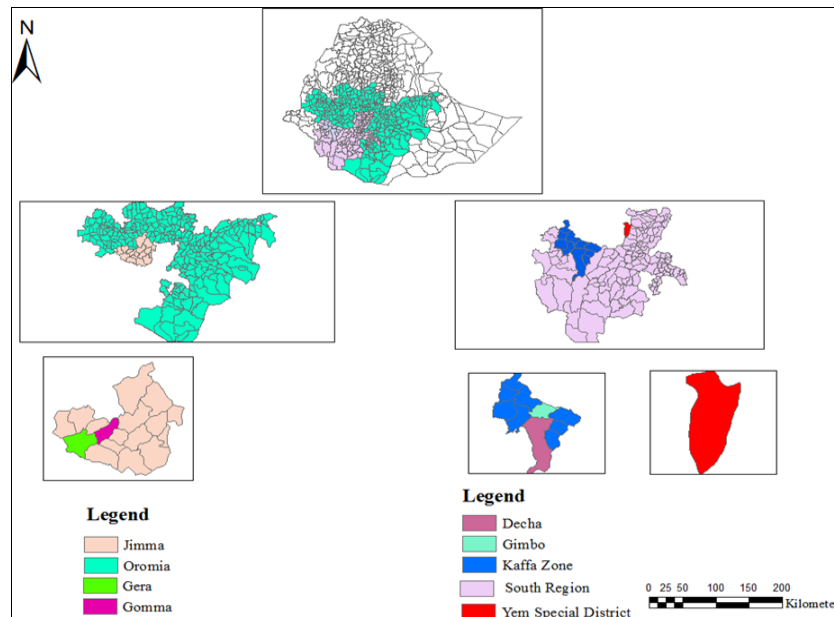 N
Legend
Jimma
Oromia
Gera
Gomma
Legend
Decha
Gimbo
Kaffa Zone
South Region
Yem Special District
0 25 50 100 150 200
Kilomete